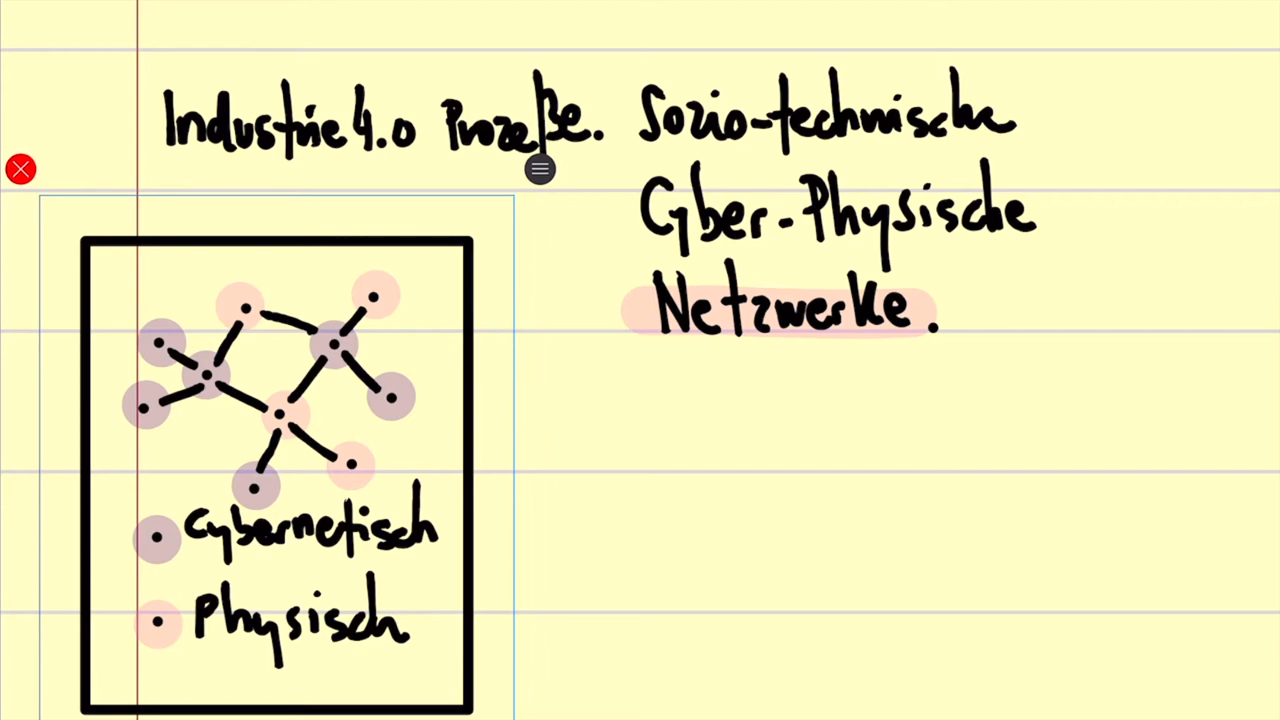 Industrie 4.0 Prozeße. Sozio-technische
Cyber-Physische
Netzwerke.
Cybernetisch
Physisch